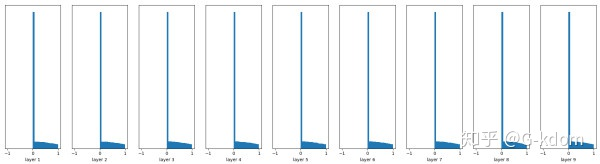 -1 0 1 -1 0 1 -1 0 1 -1 0 1 -1 0 1 -1 0 1 -1 0 1 -1 0 1 -1 0 1
layer 1 layer 2 layer 3 layer 4 layer 5 layer 6 layer 7 layer 8 layer 9
知乎 @G-kdom